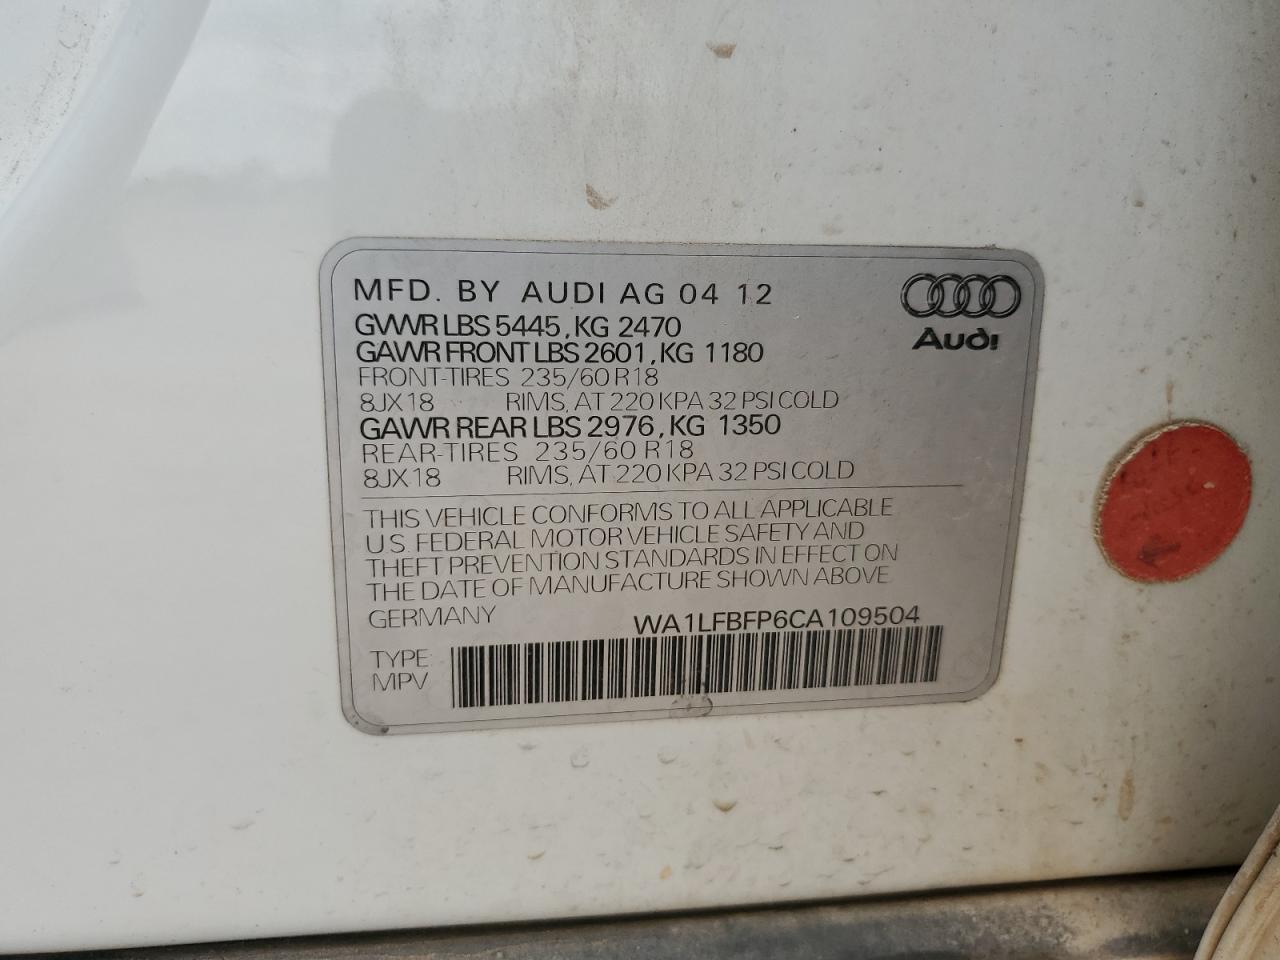 MFD. BY AUDI AG 04 12
GVWR LBS 5445, KG 2470
GAWR FRONT LBS 2601, KG 1180
FRONT-TIRES 235/60 R18
8JX18 RIMS, AT 220 KPA 32 PSI COLD
GAWR REAR LBS 2976, KG 1350
REAR-TIRES 235/60 R18
8JX18 RIMS, AT 220 KPA 32 PSI COLD
Audi
THIS VEHICLE CONFORMS TO ALL APPLICABLE
U.S. FEDERAL MOTOR VEHICLE SAFETY AND
THEFT PREVENTION STANDARDS IN EFFECT ON
THE DATE OF MANUFACTURE SHOWN ABOVE
GERMANY WA1LFBFP6CA109504
TYPE:
MPV